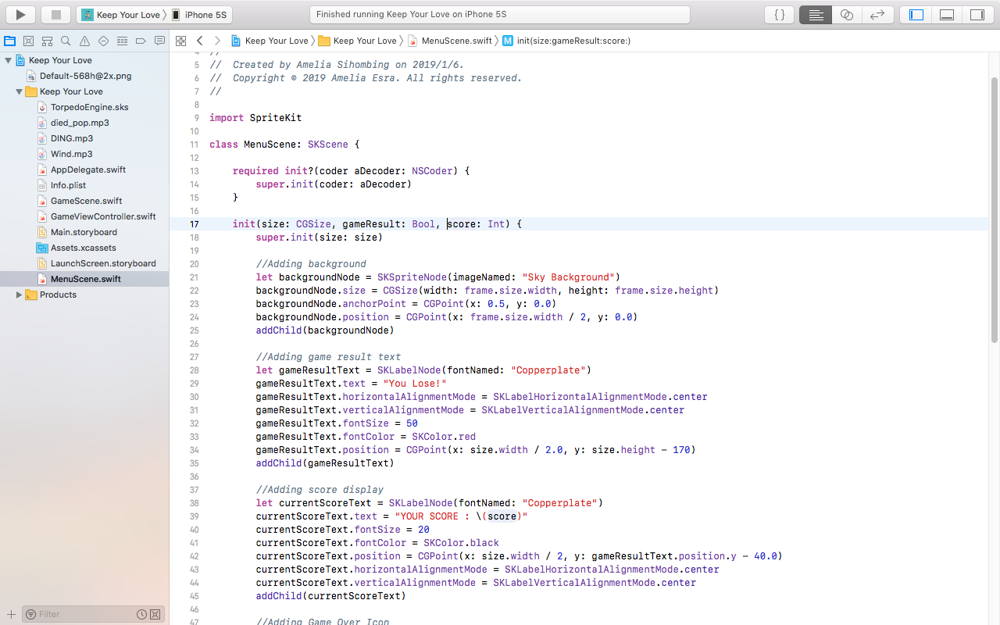 Keep Your Love
iPhone 5S
Finished running Keep Your Love on iPhone 5S
{ }
Keep Your Love
Keep Your Love
MenuScene.swift
M
init(size:gameResult:score:)
Keep Your Love
Default-568h@2x.png
Keep Your Love
TorpedoEngine.sks
died_pop.mp3
DING.mp3
Wind.mp3
AppDelegate.swift
Info.plist
GameScene.swift
GameViewController.swift
Main.storyboard
Assets.xcassets
LaunchScreen.storyboard
MenuScene.swift
Products
Filter
4 //
5 //  Created by Amelia Sihombing on 2019/1/6.
6 //  Copyright © 2019 Amelia Esra. All rights reserved.
7 //
8
9 import SpriteKit
10
11 class MenuScene: SKScene {
12
13     required init?(coder aDecoder: NSCoder) {
14         super.init(coder: aDecoder)
15     }
16
17     init(size: CGSize, gameResult: Bool, score: Int) {
18         super.init(size: size)
19
20         //Adding background
21         let backgroundNode = SKSpriteNode(imageNamed: "Sky Background")
22         backgroundNode.size = CGSize(width: frame.size.width, height: frame.size.height)
23         backgroundNode.anchorPoint = CGPoint(x: 0.5, y: 0.0)
24         backgroundNode.position = CGPoint(x: frame.size.width / 2, y: 0.0)
25         addChild(backgroundNode)
26
27         //Adding game result text
28         let gameResultText = SKLabelNode(fontNamed: "Copperplate")
29         gameResultText.text = "You Lose!"
30         gameResultText.horizontalAlignmentMode = SKLabelHorizontalAlignmentMode.center
31         gameResultText.verticalAlignmentMode = SKLabelVerticalAlignmentMode.center
32         gameResultText.fontSize = 50
33         gameResultText.fontColor = SKColor.red
34         gameResultText.position = CGPoint(x: size.width / 2.0, y: size.height - 170)
35         addChild(gameResultText)
36
37         //Adding score display
38         let currentScoreText = SKLabelNode(fontNamed: "Copperplate")
39         currentScoreText.text = "YOUR SCORE : \(score)"
40         currentScoreText.fontSize = 20
41         currentScoreText.fontColor = SKColor.black
42         currentScoreText.position = CGPoint(x: size.width / 2, y: gameResultText.position.y - 40.0)
43         currentScoreText.horizontalAlignmentMode = SKLabelHorizontalAlignmentMode.center
44         currentScoreText.verticalAlignmentMode = SKLabelVerticalAlignmentMode.center
45         addChild(currentScoreText)
46
47         //Adding Game Over Icon